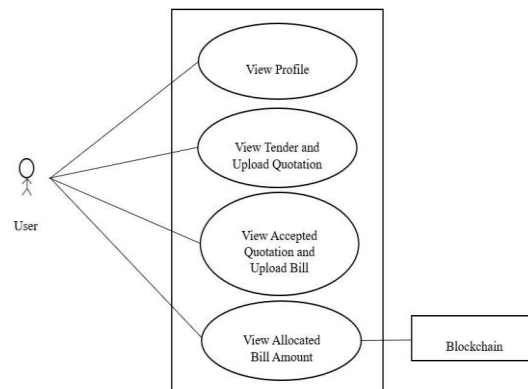 View Profile
View Tender and
Upload Quotation
User
View Accepted
Quotation and
Upload Bill
View Allocated
Bill Amount
Blockchain